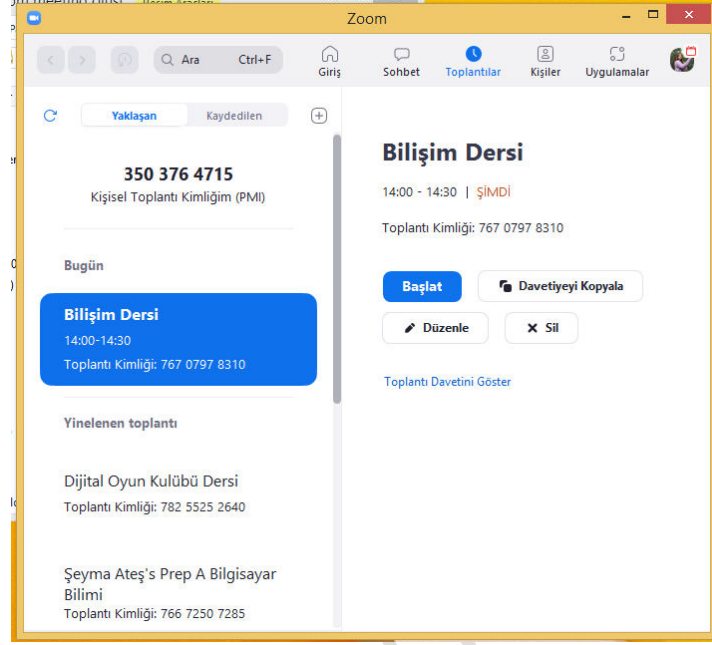 Zoom
Ara Ctrl+F
Giriş
Sohbet
Toplantılar
Kişiler
Uygulamalar
Yaklaşan
Kaydedilen
350 376 4715
Kişisel Toplantı Kimliğim (PMI)
Bugün
Bilişim Dersi
14:00-14:30
Toplantı Kimliği: 767 0797 8310
Yinelenen toplantı
Dijital Oyun Kulübü Dersi
Toplantı Kimliği: 782 5525 2640
Şeyma Ateş's Prep A Bilgisayar
Bilimi
Toplantı Kimliği: 766 7250 7285
Bilişim Dersi
14:00 - 14:30 | ŞİMDİ
Toplantı Kimliği: 767 0797 8310
Başlat
Davetiyeyi Kopyala
Düzenle
Sil
Toplantı Davetini Göster